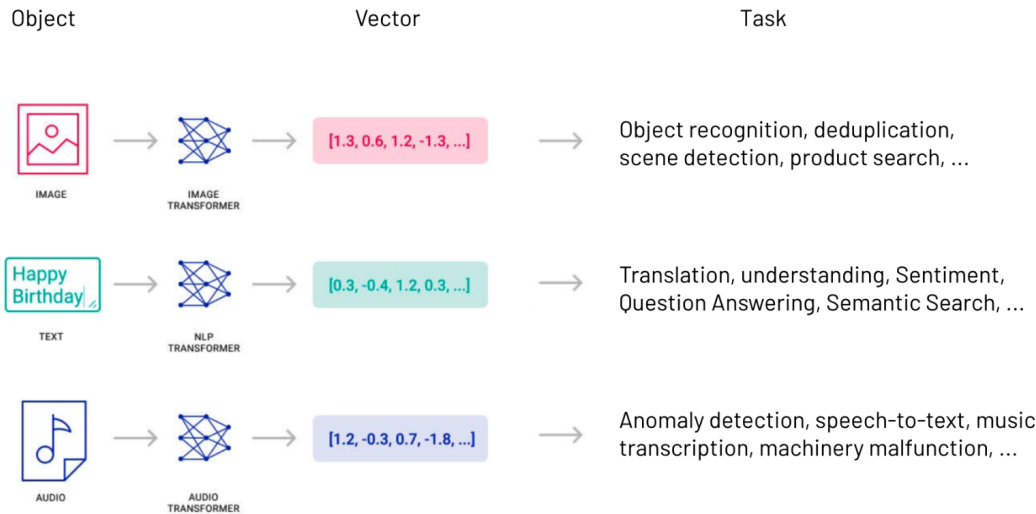 Object
Vector
Task
IMAGE
IMAGE
TRANSFORMER
[1.3, 0.6, 1.2, -1.3, ...]
Object recognition, deduplication,
scene detection, product search, ...
Happy
Birthday
TEXT
NLP
TRANSFORMER
[0.3, -0.4, 1.2, 0.3, ...]
Translation, understanding, Sentiment,
Question Answering, Semantic Search, ...
AUDIO
AUDIO
TRANSFORMER
[1.2, -0.3, 0.7, -1.8, ...]
Anomaly detection, speech-to-text, music
transcription, machinery malfunction, ...